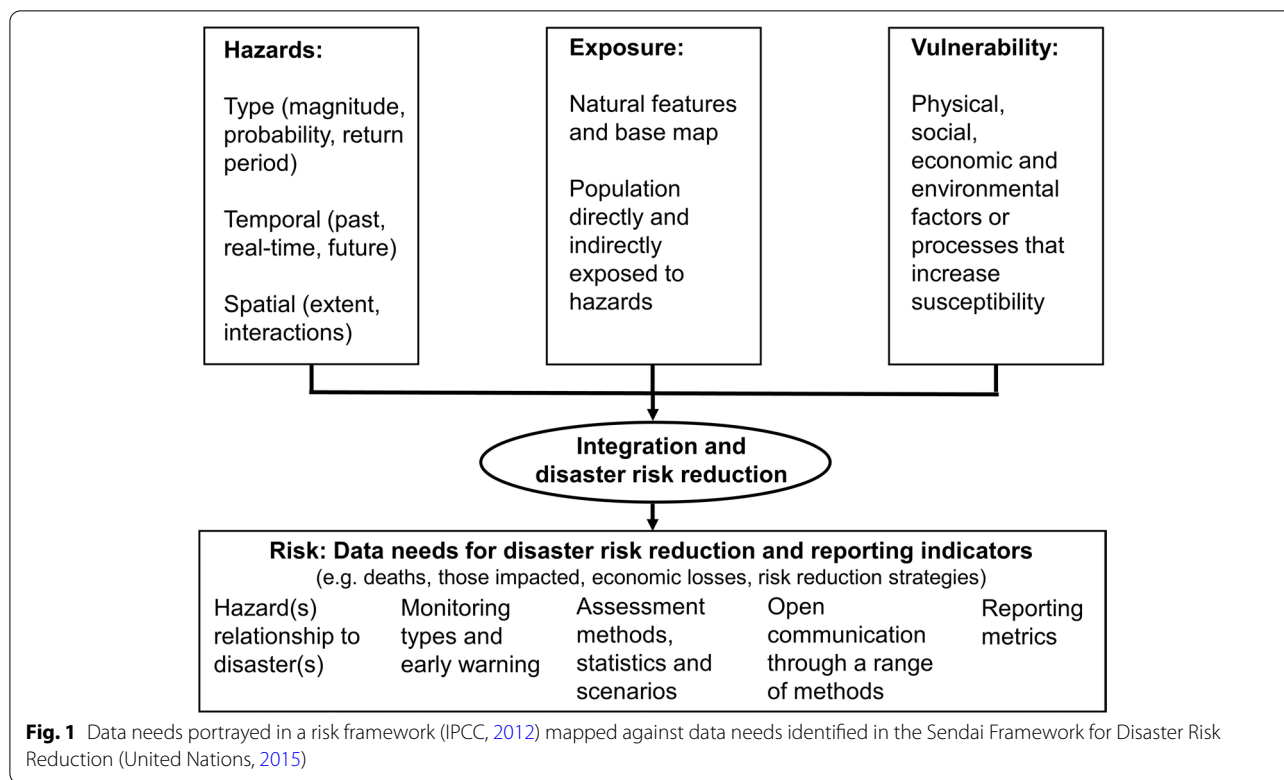 Hazards:
Type (magnitude,
probability, return
period)
Temporal (past,
real-time, future)
Spatial (extent,
interactions)
Exposure:
Natural features
and base map
Population
directly and
indirectly
exposed to
hazards
Vulnerability:
Physical,
social,
economic and
environmental
factors or
processes that
increase
susceptibility
Integration and
disaster risk reduction
Risk: Data needs for disaster risk reduction and reporting indicators
(e.g. deaths, those impacted, economic losses, risk reduction strategies)
Hazard(s)
relationship to
disaster(s)
Monitoring
types and
early warning
Assessment
methods,
statistics and
scenarios
Open
communication
through a range
of methods
Reporting
metrics
Fig. 1 Data needs portrayed in a risk framework (IPCC, 2012) mapped against data needs identified in the Sendai Framework for Disaster Risk
Reduction (United Nations, 2015)